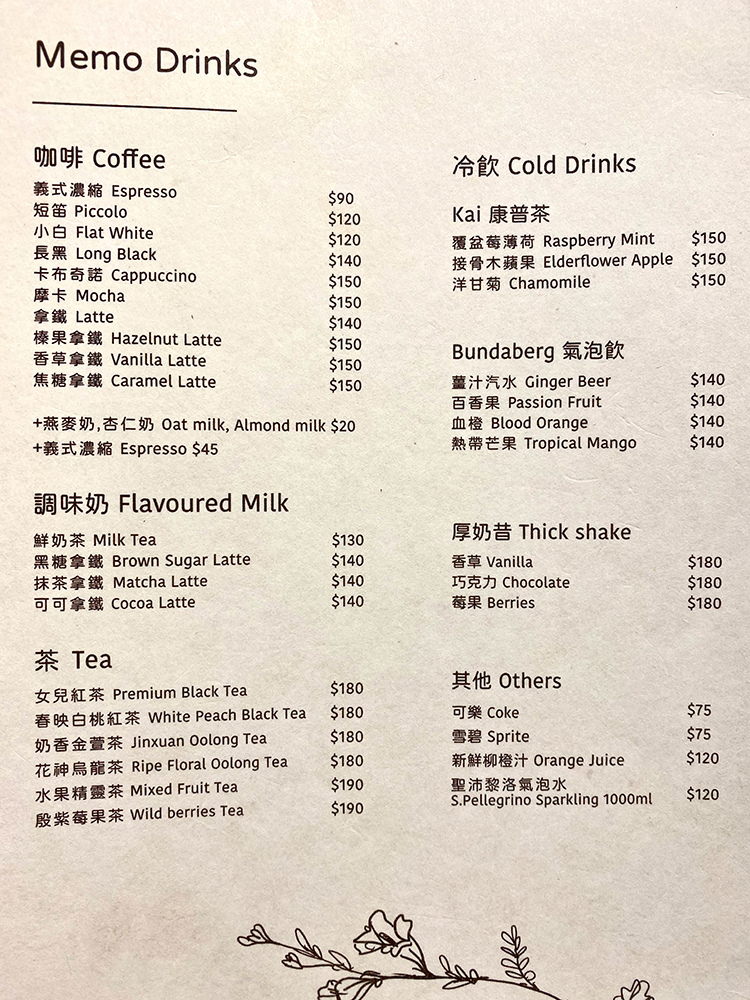 Memo Drinks
咖啡 Coffee
義式濃縮 Espresso $90
短笛 Piccolo $120
小白 Flat White $120
長黑 Long Black $140
卡布奇諾 Cappuccino $150
摩卡 Mocha $150
拿鐵 Latte $140
榛果拿鐵 Hazelnut Latte $150
香草拿鐵 Vanilla Latte $150
焦糖拿鐵 Caramel Latte $150
+燕麥奶,杏仁奶 Oat milk, Almond milk $20
+義式濃縮 Espresso $45
調味奶 Flavoured Milk
鮮奶茶 Milk Tea $130
黑糖拿鐵 Brown Sugar Latte $140
抹茶拿鐵 Matcha Latte $140
可可拿鐵 Cocoa Latte $140
茶 Tea
女兒紅茶 Premium Black Tea $180
春映白桃紅茶 White Peach Black Tea $180
奶香金萱茶 Jinxuan Oolong Tea $180
花神烏龍茶 Ripe Floral Oolong Tea $180
水果精靈茶 Mixed Fruit Tea $190
殷紫莓果茶 Wild berries Tea $190
冷飲 Cold Drinks
Kai 康普茶
覆盆莓薄荷 Raspberry Mint $150
接骨木蘋果 Elderflower Apple $150
洋甘菊 Chamomile $150
Bundaberg 氣泡飲
薑汁汽水 Ginger Beer $140
百香果 Passion Fruit $140
血橙 Blood Orange $140
熱帶芒果 Tropical Mango $140
厚奶昔 Thick shake
香草 Vanilla $180
巧克力 Chocolate $180
莓果 Berries $180
其他 Others
可樂 Coke $75
雪碧 Sprite $75
新鮮柳橙汁 Orange Juice $120
聖沛黎洛氣泡水
S.Pellegrino Sparkling 1000ml $120